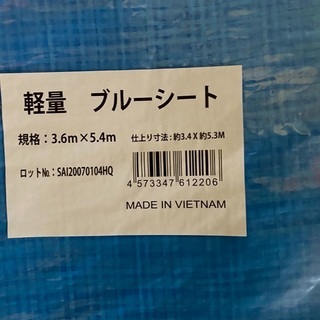 軽量　ブルーシート
規格：3.6m×5.4m　仕上り寸法：約3.4 X 約5.3M
ロット№：SAI20070104HQ
4 573347 612206
MADE IN VIETNAM